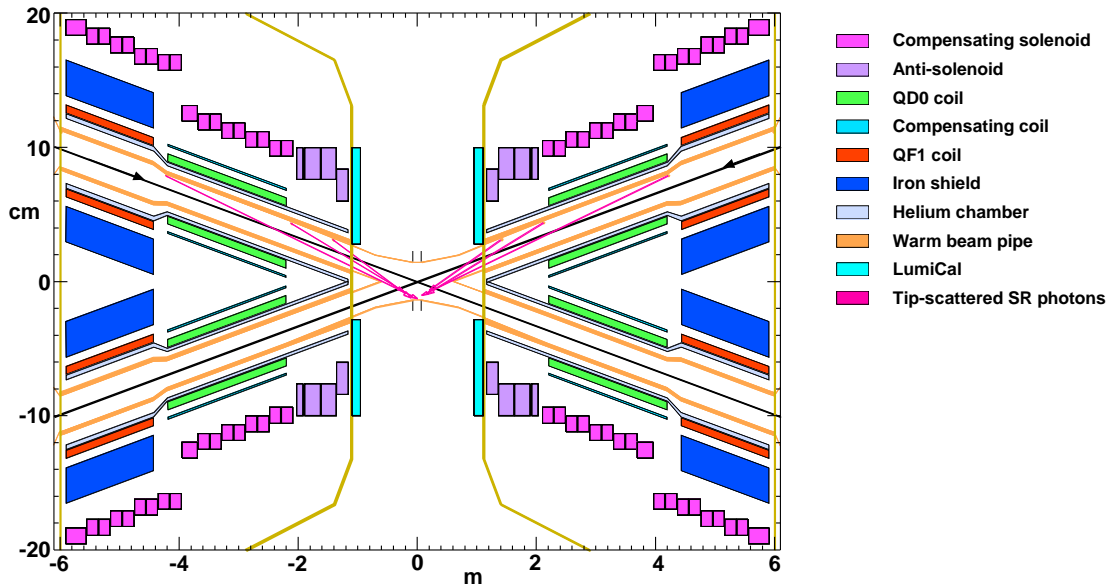 20
10
cm
0
-10
-20
-6
-4
-2
0
2
4
6
m
Compensating solenoid
Anti-solenoid
QD0 coil
Compensating coil
QF1 coil
Iron shield
Helium chamber
Warm beam pipe
LumiCal
Tip-scattered SR photons